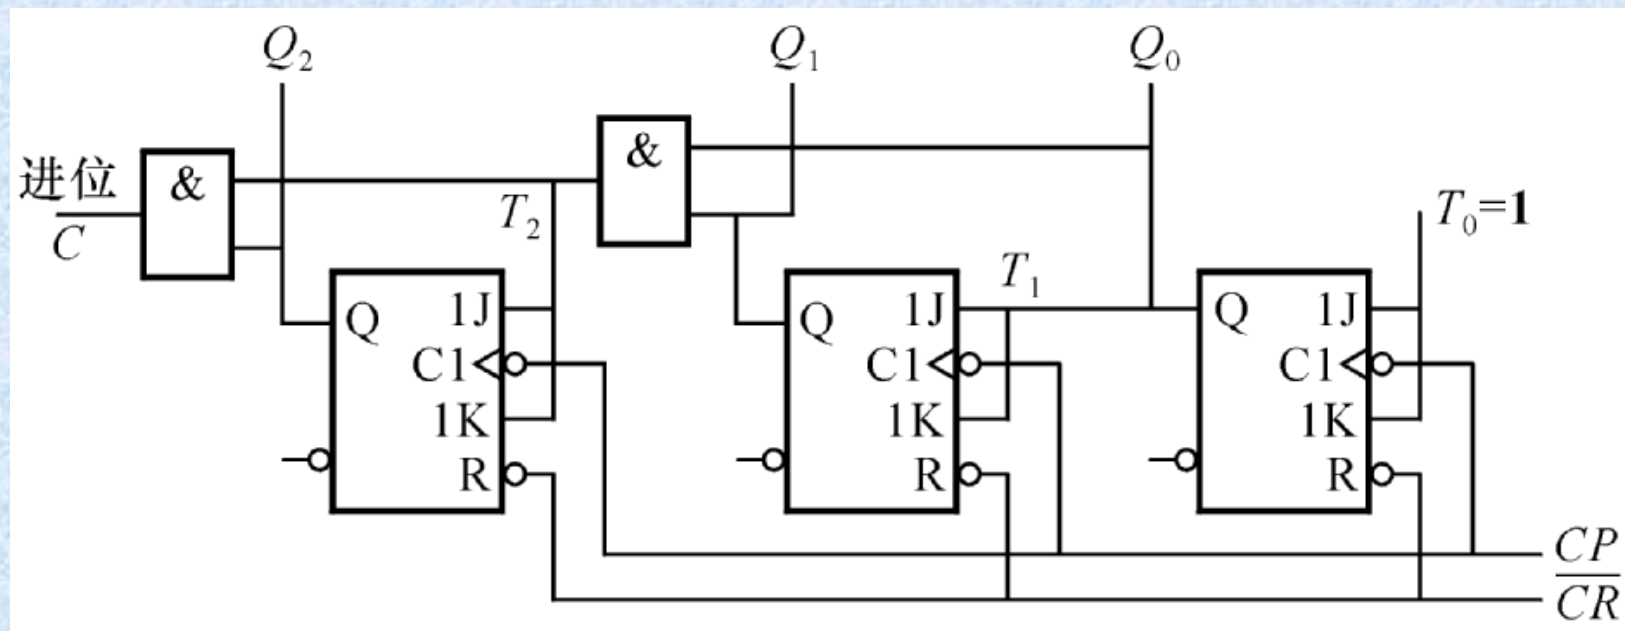 Q₂ Q₁ Q₀
& &
进位 C
T₂
T₁
T₀=1
Q 1J C1 1K R
Q 1J C1 1K R
Q 1J C1 1K R
CP
C̅R̅